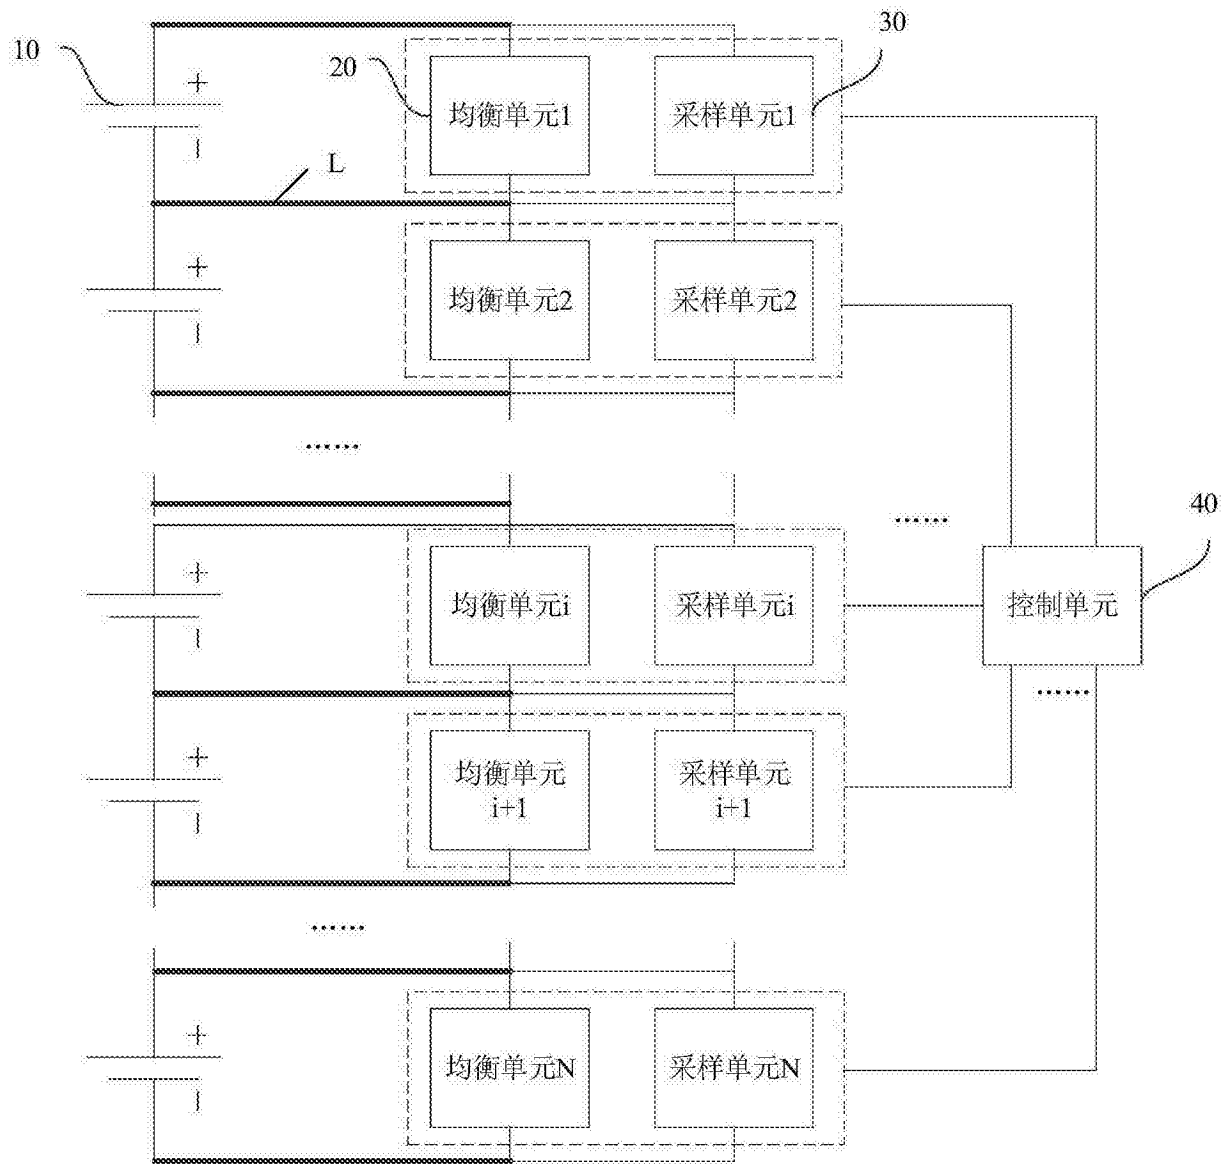 10
20
30
+
均衡单元1
采样单元1
L
+
均衡单元2
采样单元2
……
……
40
+
均衡单元i
采样单元i
控制单元
……
+
均衡单元
i+1
采样单元
i+1
……
+
均衡单元N
采样单元N